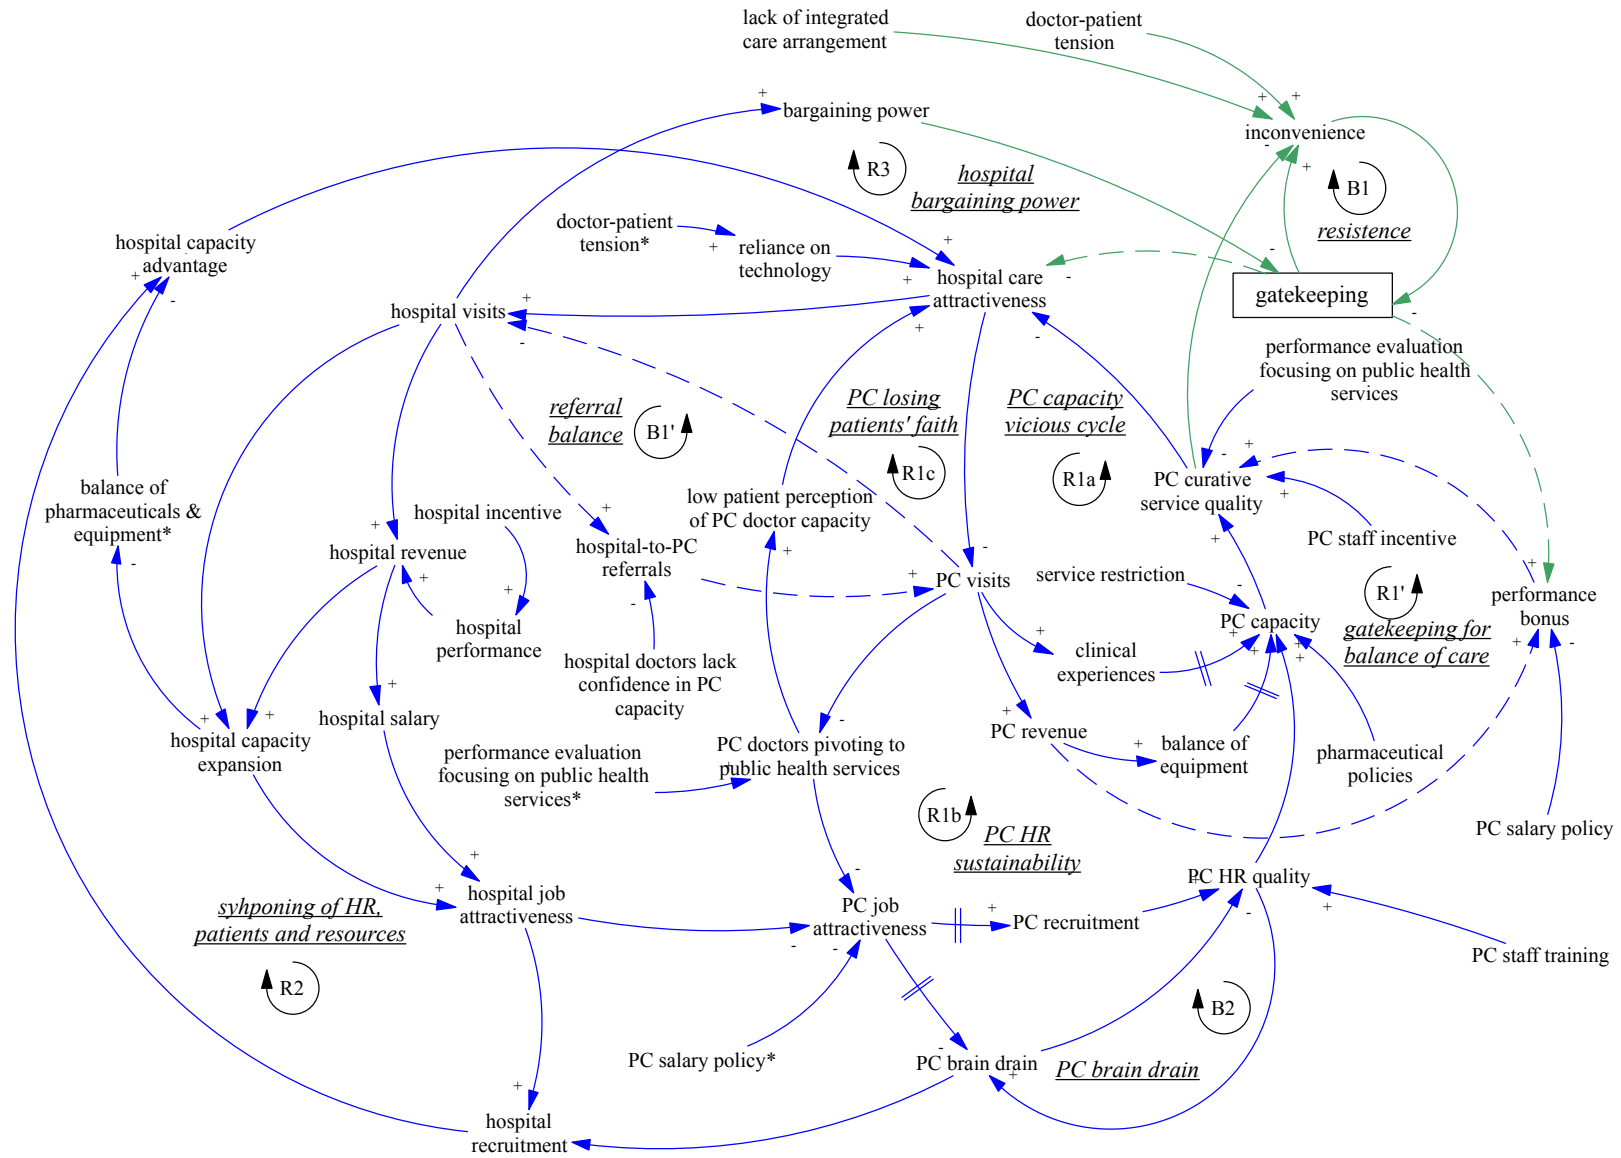 lack of integrated
care arrangement
doctor-patient
tension
bargaining power
inconvenience
R3
hospital
bargaining power
B1
resistence
hospital capacity
advantage
doctor-patient
tension*
reliance on
technology
hospital care
attractiveness
gatekeeping
hospital visits
performance evaluation
focusing on public health
services
referral
balance
B1'
PC losing
patients' faith
R1c
PC capacity
vicious cycle
R1a
PC curative
service quality
balance of
pharmaceuticals &
equipment*
hospital incentive
low patient perception
of PC doctor capacity
PC staff incentive
hospital revenue
hospital-to-PC
referrals
PC visits
service restriction
R1'
gatekeeping for
balance of care
performance
bonus
PC capacity
hospital
performance
hospital doctors lack
confidence in PC
capacity
clinical
experiences
hospital salary
hospital capacity
expansion
PC revenue
balance of
equipment
pharmaceutical
policies
performance evaluation
focusing on public health
services*
PC doctors pivoting to
public health services
R1b
PC HR
sustainability
PC salary policy
PC HR quality
hospital job
attractiveness
syhponing of HR,
patients and resources
R2
PC job
attractiveness
PC recruitment
PC staff training
B2
PC brain drain
PC salary policy*
PC brain drain
hospital
recruitment